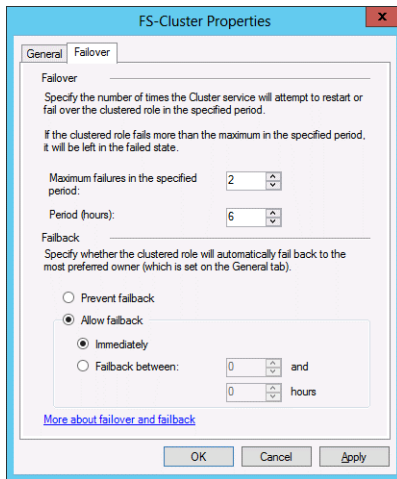 FS-Cluster Properties
x
General
Failover
Failover
Specify the number of times the Cluster service will attempt to restart or
fail over the clustered role in the specified period.
If the clustered role fails more than the maximum in the specified period,
it will be left in the failed state.
Maximum failures in the specified
period:
2
Period (hours):
6
Failback
Specify whether the clustered role will automatically fail back to the
most preferred owner (which is set on the General tab).
Prevent failback
Allow failback
Immediately
Failback between:
0
and
0
hours
More about failover and failback
OK
Cancel
Apply